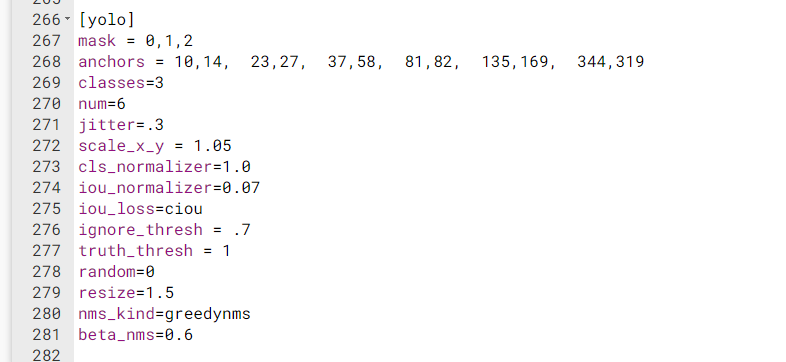 266 [yolo]
267 mask = 0,1,2
268 anchors = 10,14,  23,27,  37,58,  81,82,  135,169,  344,319
269 classes=3
270 num=6
271 jitter=.3
272 scale_x_y = 1.05
273 cls_normalizer=1.0
274 iou_normalizer=0.07
275 iou_loss=ciou
276 ignore_thresh = .7
277 truth_thresh = 1
278 random=0
279 resize=1.5
280 nms_kind=greedynms
281 beta_nms=0.6
282